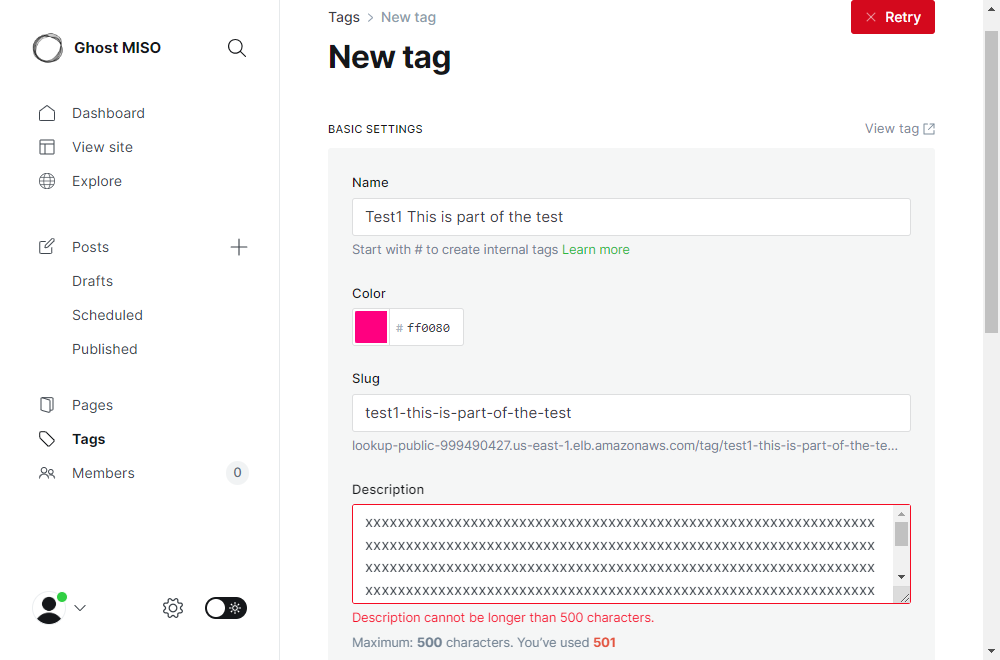 Ghost MISO
Dashboard
View site
Explore
Posts
Drafts
Scheduled
Published
Pages
Tags
Members
0
Tags > New tag
Retry
New tag
BASIC SETTINGS
View tag
Name
Test1 This is part of the test
Start with # to create internal tags Learn more
Color
# ff0080
Slug
test1-this-is-part-of-the-test
lookup-public-999490427.us-east-1.elb.amazonaws.com/tag/test1-this-is-part-of-the-te...
Description
xxxxxxxxxxxxxxxxxxxxxxxxxxxxxxxxxxxxxxxxxxxxxxxxxxxxxxxxxxxxxxx
xxxxxxxxxxxxxxxxxxxxxxxxxxxxxxxxxxxxxxxxxxxxxxxxxxxxxxxxxxxxxxx
xxxxxxxxxxxxxxxxxxxxxxxxxxxxxxxxxxxxxxxxxxxxxxxxxxxxxxxxxxxxxxx
xxxxxxxxxxxxxxxxxxxxxxxxxxxxxxxxxxxxxxxxxxxxxxxxxxxxxxxxxxxxxxx
Description cannot be longer than 500 characters.
Maximum: 500 characters. You’ve used 501